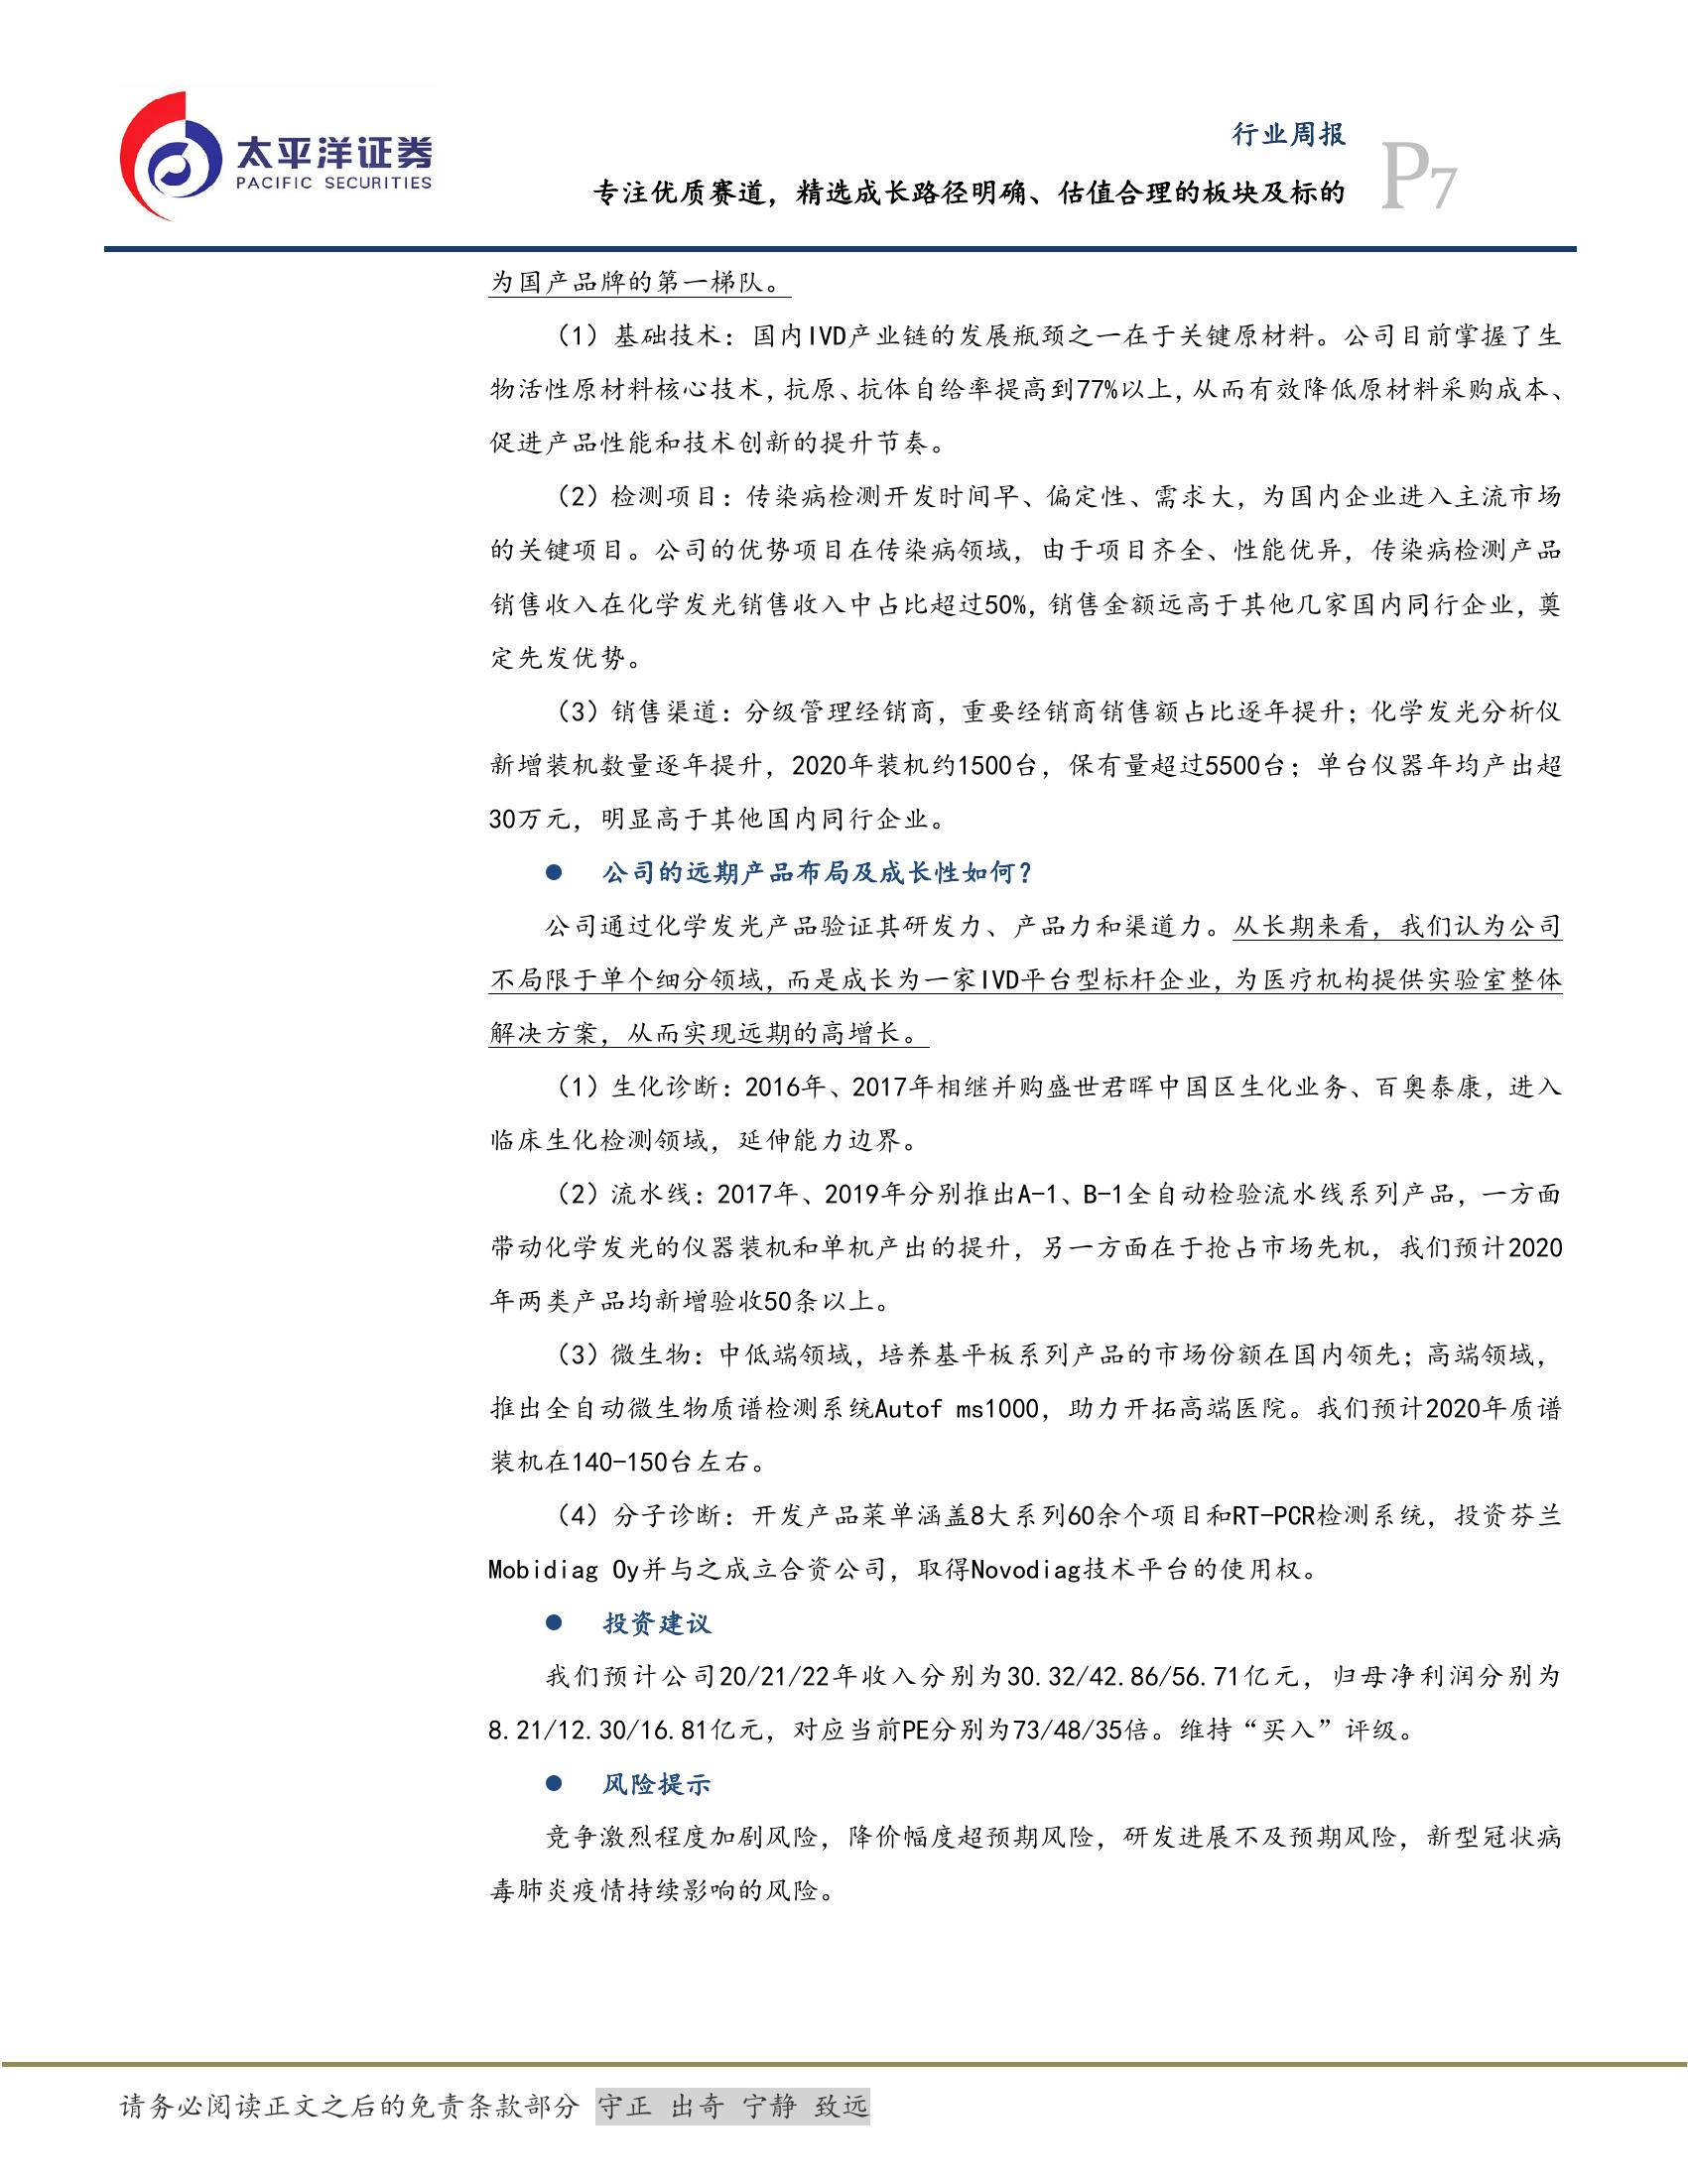 太平洋证券
PACIFIC SECURITIES
行业周报
专注优质赛道，精选成长路径明确、估值合理的板块及标的
P7
为国产品牌的第一梯队。
（1）基础技术：国内IVD产业链的发展瓶颈之一在于关键原材料。公司目前掌握了生
物活性原材料核心技术，抗原、抗体自给率提高到77%以上，从而有效降低原材料采购成本、
促进产品性能和技术创新的提升节奏。
（2）检测项目：传染病检测开发时间早、偏定性、需求大，为国内企业进入主流市场
的关键项目。公司的优势项目在传染病领域，由于项目齐全、性能优异，传染病检测产品
销售收入在化学发光销售收入中占比超过50%，销售金额远高于其他几家国内同行企业，奠
定先发优势。
（3）销售渠道：分级管理经销商，重要经销商销售额占比逐年提升；化学发光分析仪
新增装机数量逐年提升，2020年装机约1500台，保有量超过5500台；单台仪器年均产出超
30万元，明显高于其他国内同行企业。
● 公司的远期产品布局及成长性如何？
公司通过化学发光产品验证其研发力、产品力和渠道力。从长期来看，我们认为公司
不局限于单个细分领域，而是成长为一家IVD平台型标杆企业，为医疗机构提供实验室整体
解决方案，从而实现远期的高增长。
（1）生化诊断：2016年、2017年相继并购盛世君晖中国区生化业务、百奥泰康，进入
临床生化检测领域，延伸能力边界。
（2）流水线：2017年、2019年分别推出A-1、B-1全自动检验流水线系列产品，一方面
带动化学发光的仪器装机和单机产出的提升，另一方面在于抢占市场先机，我们预计2020
年两类产品均新增验收50条以上。
（3）微生物：中低端领域，培养基平板系列产品的市场份额在国内领先；高端领域，
推出全自动微生物质谱检测系统Autof ms1000，助力开拓高端医院。我们预计2020年质谱
装机在140-150台左右。
（4）分子诊断：开发产品菜单涵盖8大系列60余个项目和RT-PCR检测系统，投资芬兰
Mobidiag Oy并与之成立合资公司，取得Novodiag技术平台的使用权。
● 投资建议
我们预计公司20/21/22年收入分别为30.32/42.86/56.71亿元，归母净利润分别为
8.21/12.30/16.81亿元，对应当前PE分别为73/48/35倍。维持“买入”评级。
● 风险提示
竞争激烈程度加剧风险，降价幅度超预期风险，研发进展不及预期风险，新型冠状病
毒肺炎疫情持续影响的风险。
请务必阅读正文之后的免责条款部分 守正 出奇 宁静 致远